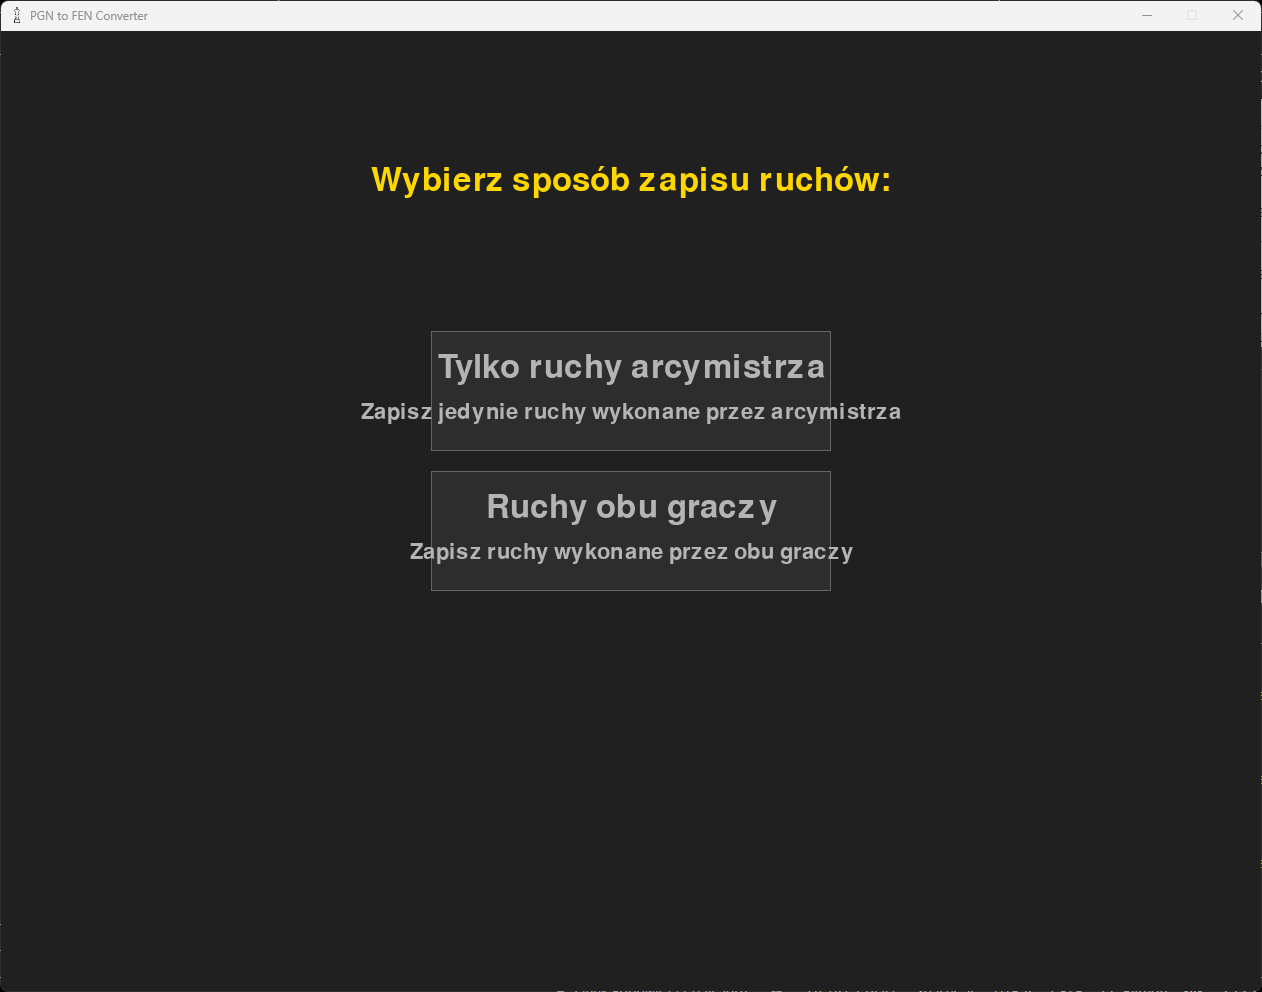 PGN to FEN Converter
Wybierz sposób zapisu ruchów:
Tylko ruchy arcymistrza
Zapisz jedynie ruchy wykonane przez arcymistrza
Ruchy obu graczy
Zapisz ruchy wykonane przez obu graczy